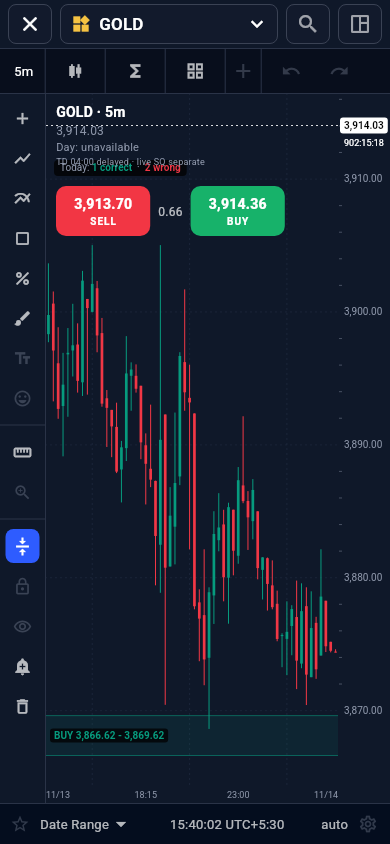 GOLD
5m
GOLD · 5m
3,914.03
3,914.03
902:15:18
Day: unavailable
TD 04:00 delayed · live SQ separate
Today: 1 correct · 2 wrong
3,910.00
3,913.70
SELL
0.66
3,914.36
BUY
3,900.00
3,890.00
3,880.00
3,870.00
BUY 3,866.62 - 3,869.62
11/13
18:15
23:00
11/14
Date Range
15:40:02 UTC+5:30
auto